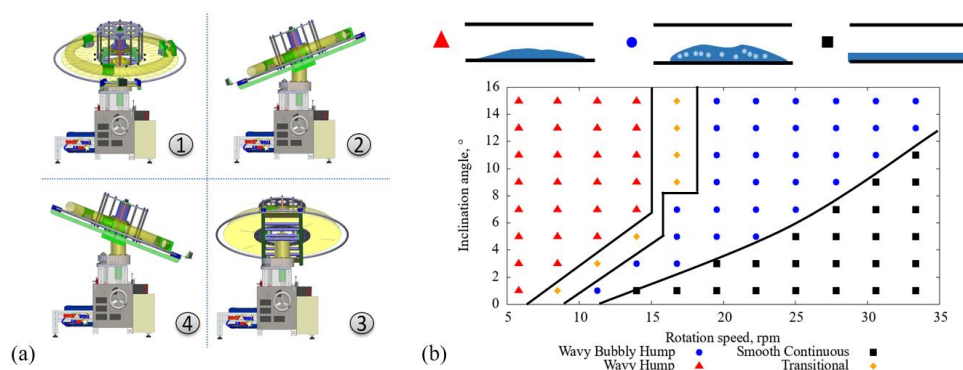 1
2
4
3
(a)
16
14
12
10
8
6
4
2
0
Inclination angle, °
5
10
15
20
25
30
35
Rotation speed, rpm
Wavy Bubbly Hump
Smooth Continuous
Wavy Hump
Transitional
(b)